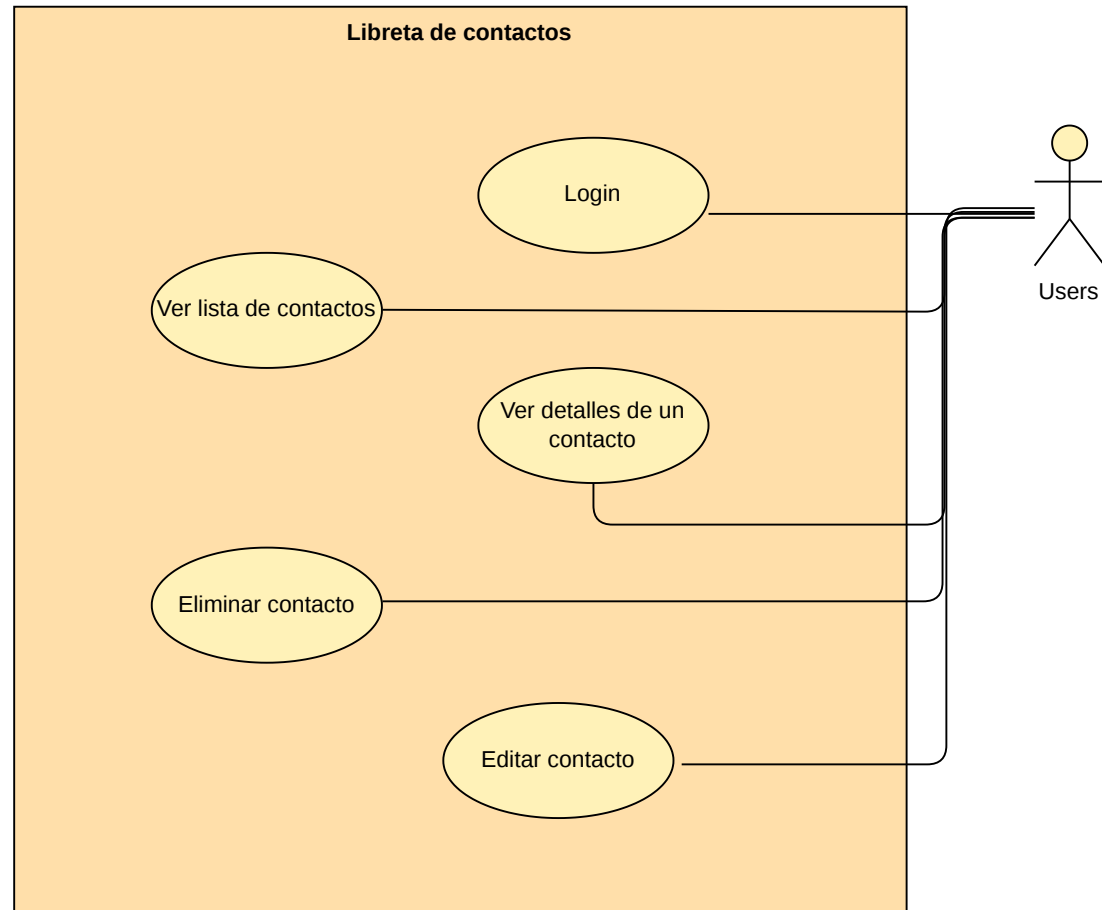 Libreta de contactos
Login
Users
Ver lista de contactos
Ver detalles de un
contacto
Eliminar contacto
Editar contacto